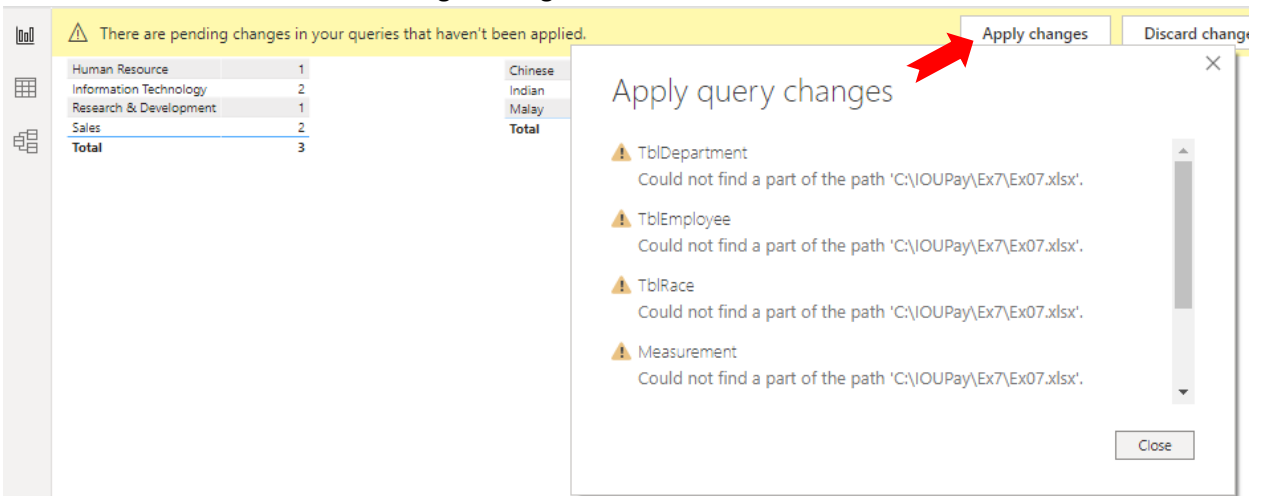 There are pending changes in your queries that haven't been applied.
Apply changes
Discard change
Human Resource 1
Information Technology 2
Research & Development 1
Sales 2
Total 3
Chinese
Indian
Malay
Total
Apply query changes
TblDepartment
Could not find a part of the path 'C:\IOUPay\Ex7\Ex07.xlsx'.
TblEmployee
Could not find a part of the path 'C:\IOUPay\Ex7\Ex07.xlsx'.
TblRace
Could not find a part of the path 'C:\IOUPay\Ex7\Ex07.xlsx'.
Measurement
Could not find a part of the path 'C:\IOUPay\Ex7\Ex07.xlsx'.
Close